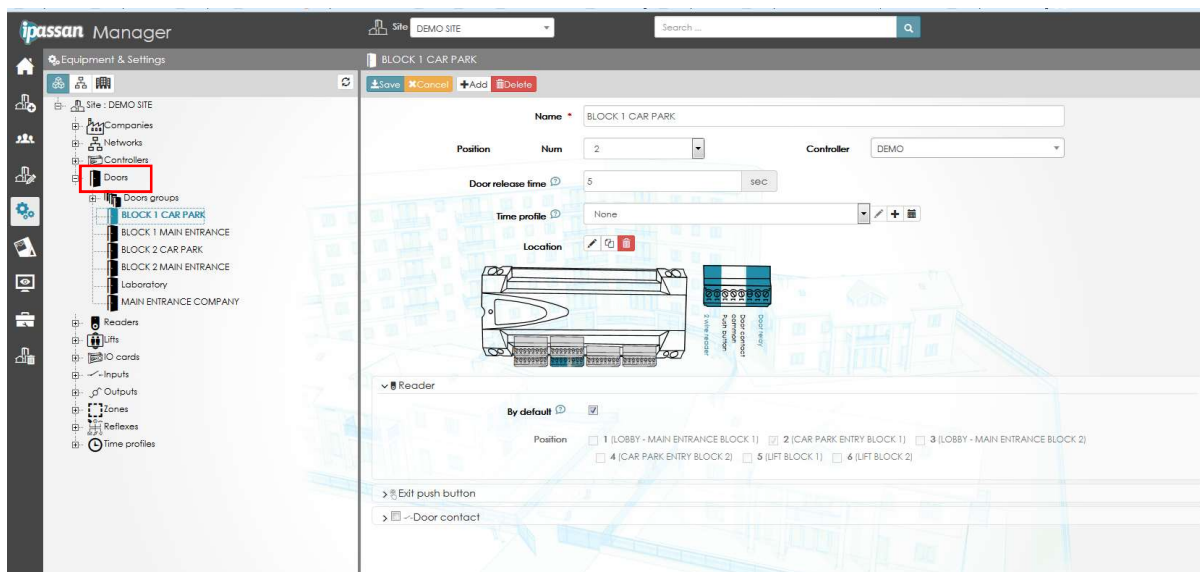 ipassan Manager
Site DEMO SITE
Search ...
Equipment & Settings
BLOCK 1 CAR PARK
Save Cancel Add Delete
Site : DEMO SITE
Companies
Networks
Controllers
Doors
Doors groups
BLOCK 1 CAR PARK
BLOCK 1 MAIN ENTRANCE
BLOCK 2 CAR PARK
BLOCK 2 MAIN ENTRANCE
Laboratory
MAIN ENTRANCE COMPANY
Readers
Lifts
IO cards
Inputs
Outputs
Zones
Reflexes
Time profiles
Name * BLOCK 1 CAR PARK
Position Num 2 Controller DEMO
Door release time 5 sec
Time profile None
Location
2 wire reader
Push button
common
Door contact
Door relay
Reader
By default
Position 1 (LOBBY - MAIN ENTRANCE BLOCK 1) 2 (CAR PARK ENTRY BLOCK 1) 3 (LOBBY - MAIN ENTRANCE BLOCK 2)
4 (CAR PARK ENTRY BLOCK 2) 5 (LIFT BLOCK 1) 6 (LIFT BLOCK 2)
Exit push button
Door contact